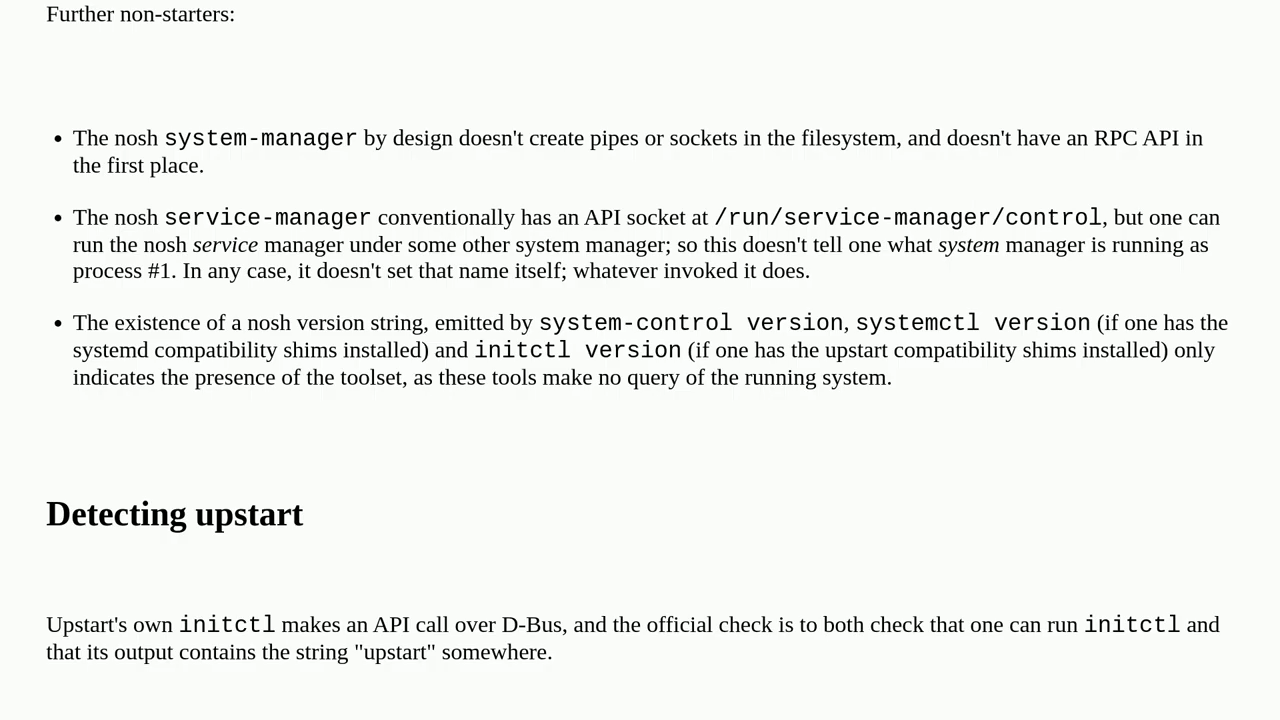 Further non-starters:
• The nosh system-manager by design doesn't create pipes or sockets in the filesystem, and doesn't have an RPC API in
the first place.
• The nosh service-manager conventionally has an API socket at /run/service-manager/control, but one can
run the nosh service manager under some other system manager; so this doesn't tell one what system manager is running as
process #1. In any case, it doesn't set that name itself; whatever invoked it does.
• The existence of a nosh version string, emitted by system-control version, systemctl version (if one has the
systemd compatibility shims installed) and initctl version (if one has the upstart compatibility shims installed) only
indicates the presence of the toolset, as these tools make no query of the running system.
Detecting upstart
Upstart's own initctl makes an API call over D-Bus, and the official check is to both check that one can run initctl and
that its output contains the string "upstart" somewhere.